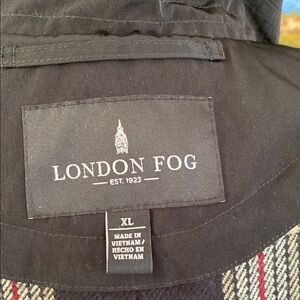 LONDON FOG
EST. 1923
XL
MADE IN
VIETNAM /
HECHO EN
VIETNAM